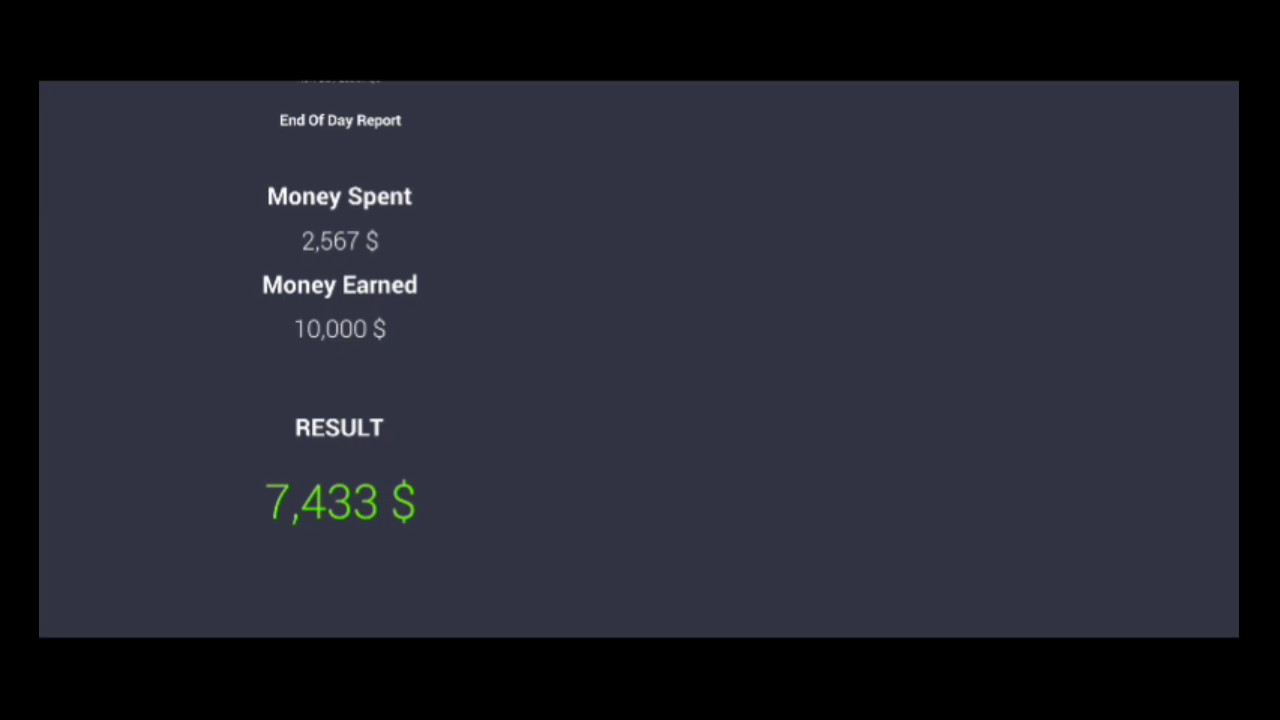 End Of Day Report
Money Spent
2,567 $
Money Earned
10,000 $
RESULT
7,433 $